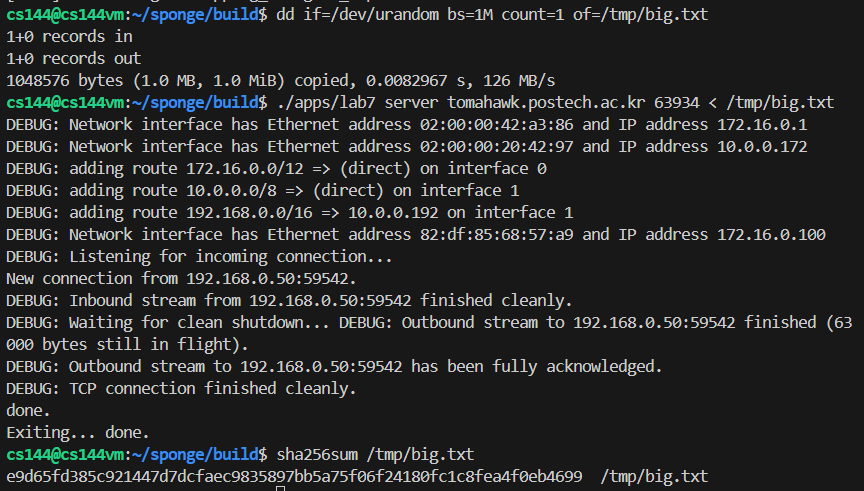 cs144@cs144vm:~/sponge/build$ dd if=/dev/urandom bs=1M count=1 of=/tmp/big.txt
1+0 records in
1+0 records out
1048576 bytes (1.0 MB, 1.0 MiB) copied, 0.0082967 s, 126 MB/s
cs144@cs144vm:~/sponge/build$ ./apps/lab7 server tomahawk.postech.ac.kr 63934 < /tmp/big.txt
DEBUG: Network interface has Ethernet address 02:00:00:42:a3:86 and IP address 172.16.0.1
DEBUG: Network interface has Ethernet address 02:00:00:20:42:97 and IP address 10.0.0.172
DEBUG: adding route 172.16.0.0/12 => (direct) on interface 0
DEBUG: adding route 10.0.0.0/8 => (direct) on interface 1
DEBUG: adding route 192.168.0.0/16 => 10.0.0.192 on interface 1
DEBUG: Network interface has Ethernet address 82:df:85:68:57:a9 and IP address 172.16.0.100
DEBUG: Listening for incoming connection...
New connection from 192.168.0.50:59542.
DEBUG: Inbound stream from 192.168.0.50:59542 finished cleanly.
DEBUG: Waiting for clean shutdown... DEBUG: Outbound stream to 192.168.0.50:59542 finished (63
000 bytes still in flight).
DEBUG: Outbound stream to 192.168.0.50:59542 has been fully acknowledged.
DEBUG: TCP connection finished cleanly.
done.
Exiting... done.
cs144@cs144vm:~/sponge/build$ sha256sum /tmp/big.txt
e9d65fd385c921447d7dcfaec9835897bb5a75f06f24180fc1c8fea4f0eb4699  /tmp/big.txt